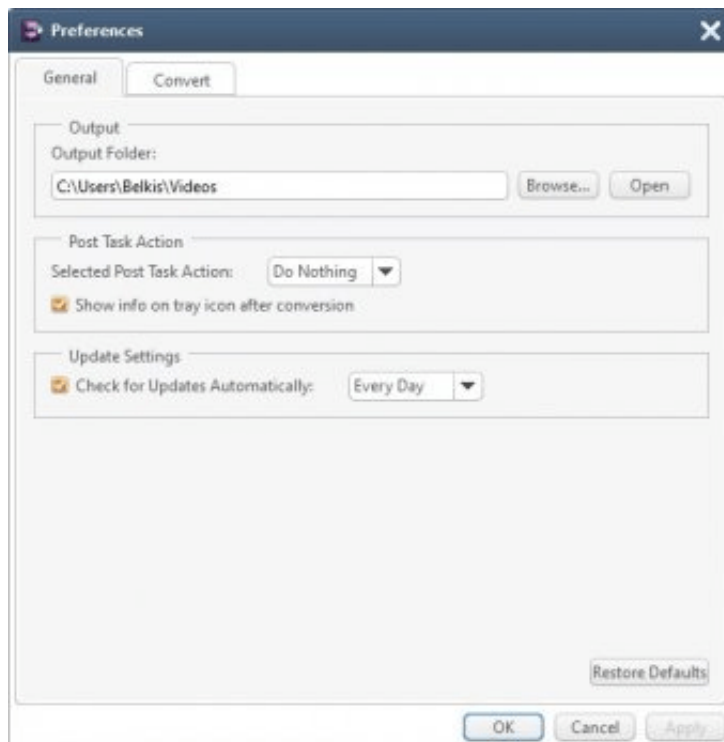 Preferences
General Convert
Output
Output Folder:
C:\Users\Belkis\Videos Browse... Open
Post Task Action
Selected Post Task Action: Do Nothing
Show info on tray icon after conversion
Update Settings
Check for Updates Automatically: Every Day
Restore Defaults
OK Cancel Apply